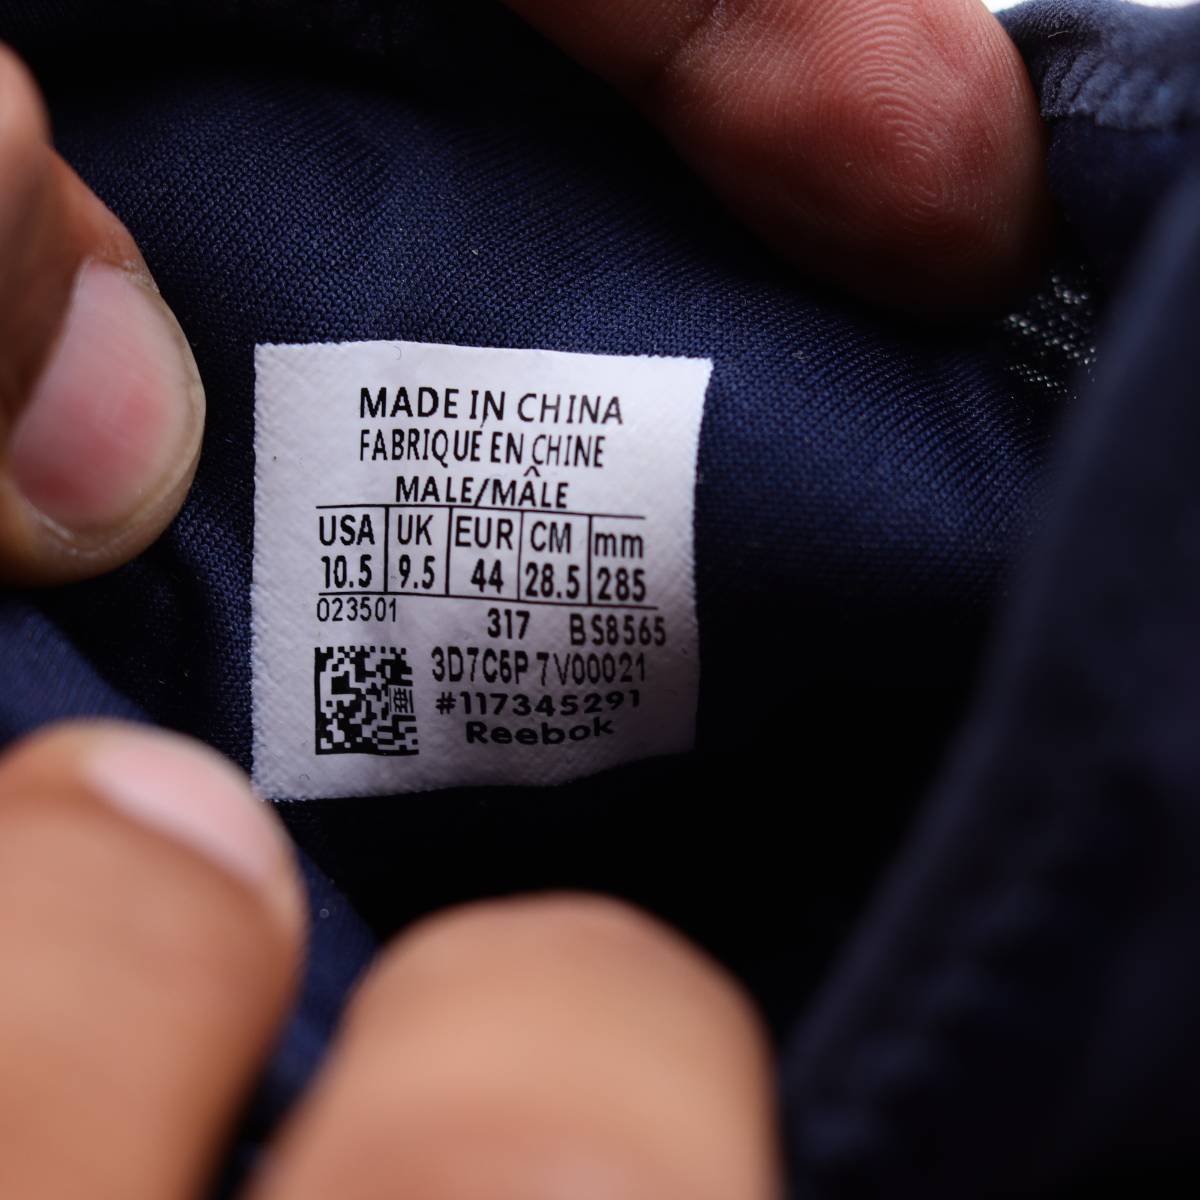 MADE IN CHINA
FABRIQUÉ EN CHINE
MALE/MÂLE
USA UK EUR CM mm
10.5 9.5 44 28.5 285
023501 317 BS8565
3D7C6P 7V00021
#117345291
Reebok